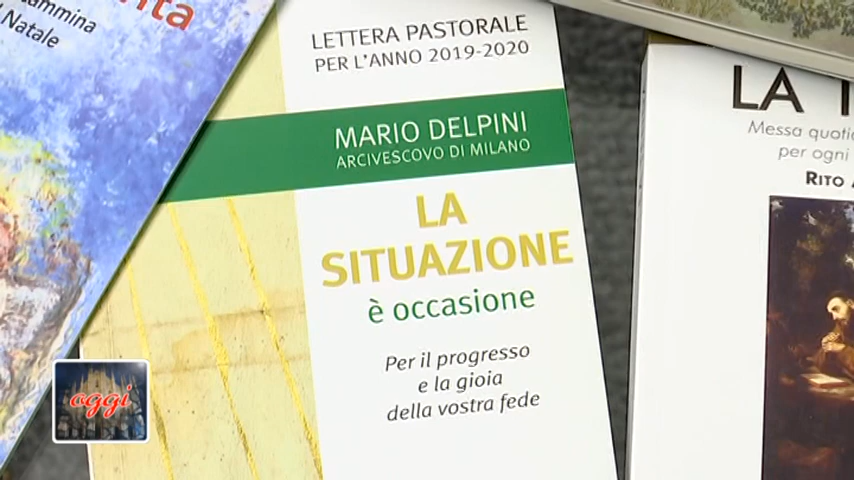 ammina
Natale
LETTERA PASTORALE
PER L'ANNO 2019-2020
MARIO DELPINI
ARCIVESCOVO DI MILANO
LA
SITUAZIONE
è occasione
Per il progresso
e la gioia
della vostra fede
LA
Messa quotid
per ogni
RITO
oggi